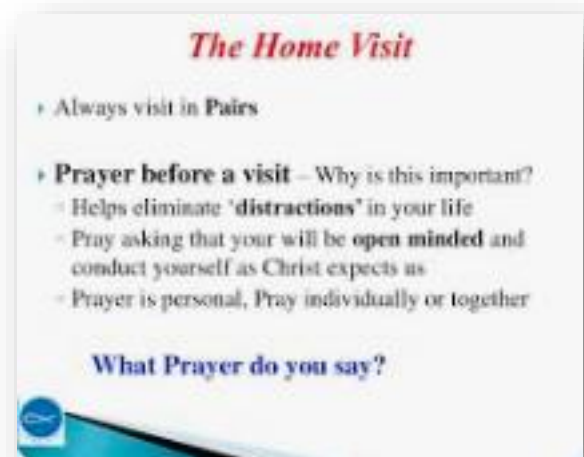 The Home Visit
Always visit in Pairs
Prayer before a visit – Why is this important?
Helps eliminate ‘distractions’ in your life
Pray asking that your will be open minded and
conduct yourself as Christ expects us
Prayer is personal, Pray individually or together
What Prayer do you say?